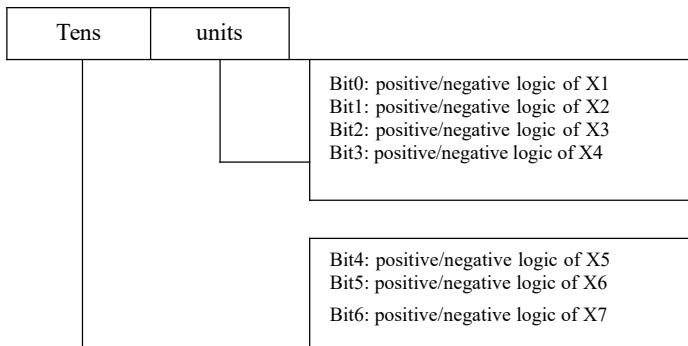 Tens units
Bit0: positive/negative logic of X1
Bit1: positive/negative logic of X2
Bit2: positive/negative logic of X3
Bit3: positive/negative logic of X4
Bit4: positive/negative logic of X5
Bit5: positive/negative logic of X6
Bit6: positive/negative logic of X7